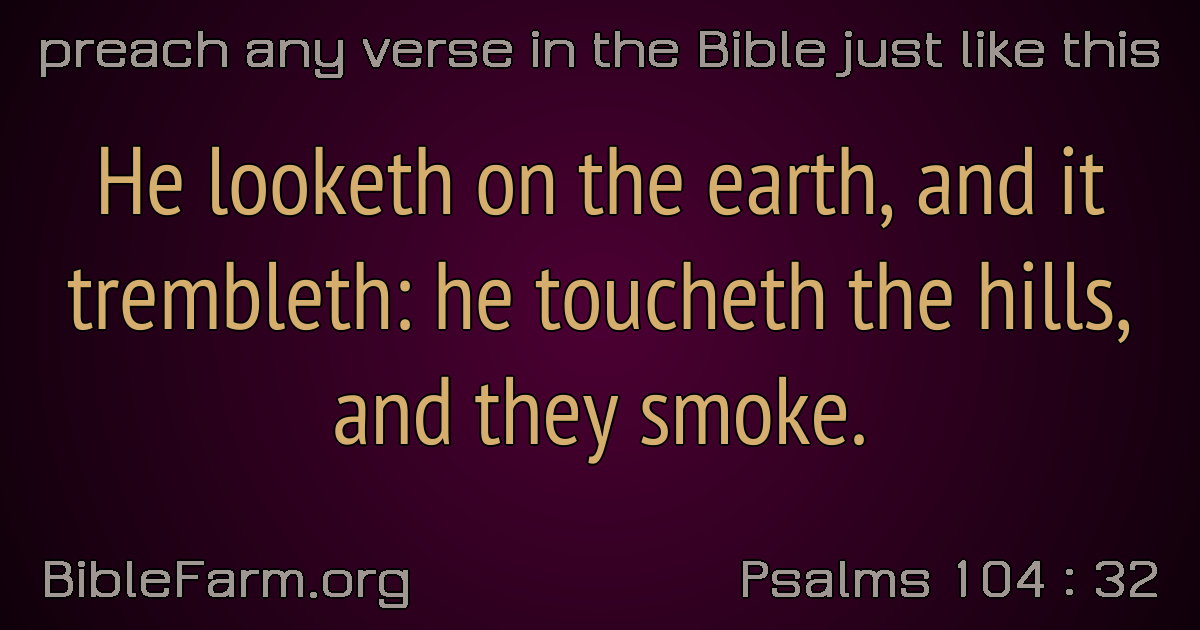 preach any verse in the Bible just like this
He looketh on the earth, and it
trembleth: he toucheth the hills,
and they smoke.
BibleFarm.org
Psalms 104 : 32